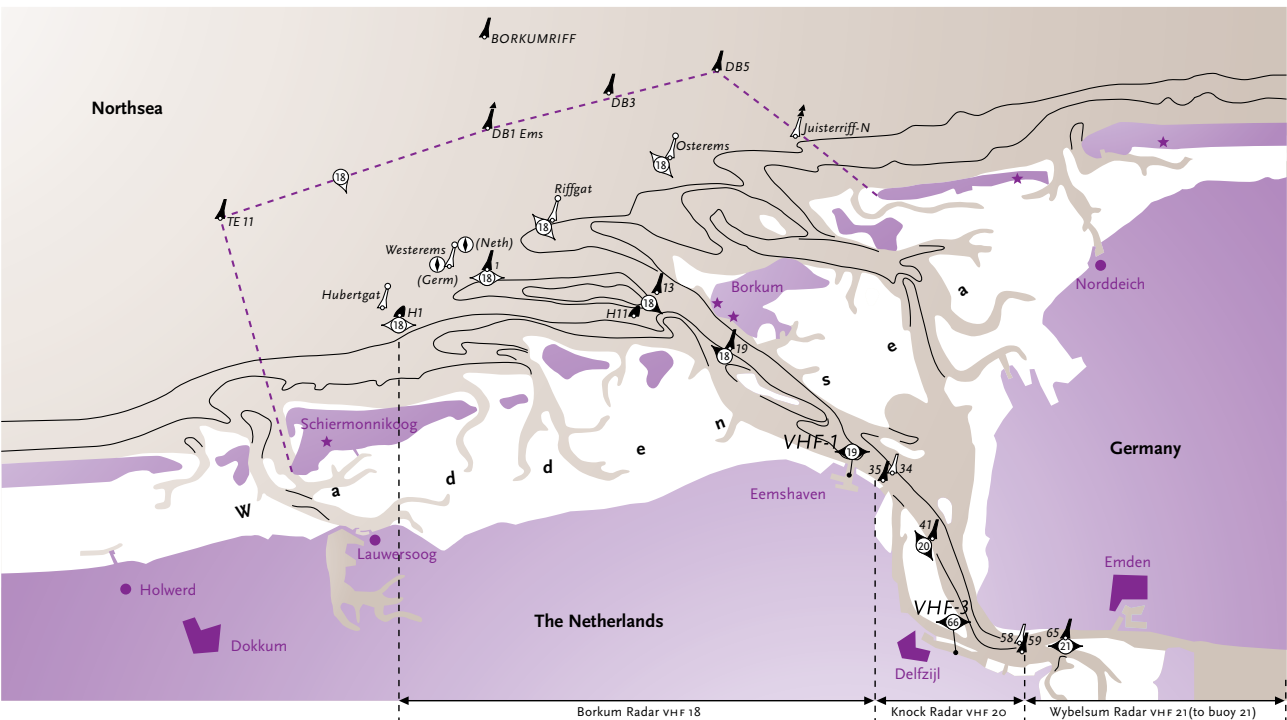 BORKUMRIFF
DB5
DB3
Northsea
DB1 Ems
Juisterriff-N
Osterems
18
18
Riffgat
TE 11
18
Westerems
(Neth)
(Germ)
1
18
Hubertgat
H1
18
13
18
H11
Borkum
Norddeich
19
18
W a d d e n s e a
Schiermonnikoog
VHF-1
19
35
34
Germany
Eemshaven
41
20
Lauwersoog
Holwerd
Emden
VHF-3
66
The Netherlands
Dokkum
58
59
65
21
Delfzijl
Borkum Radar VHF 18
Knock Radar VHF 20
Wybelsum Radar VHF 21(to buoy 21)